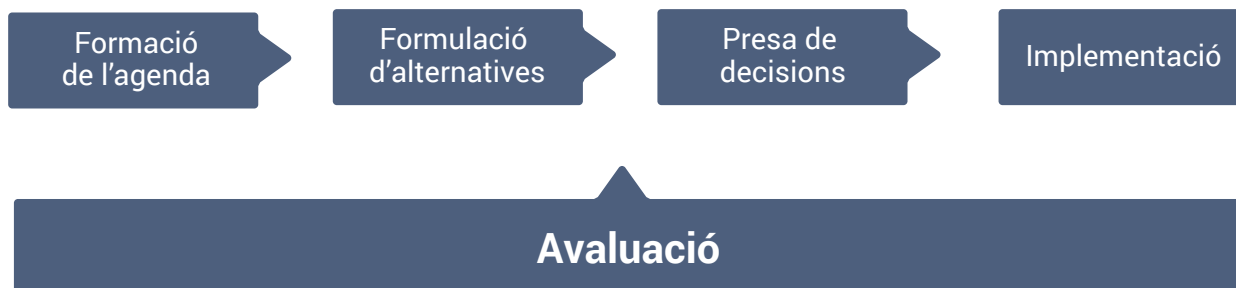 Formació
de l'agenda
Formulació
d'alternatives
Presa de
decisions
Implementació
Avaluació